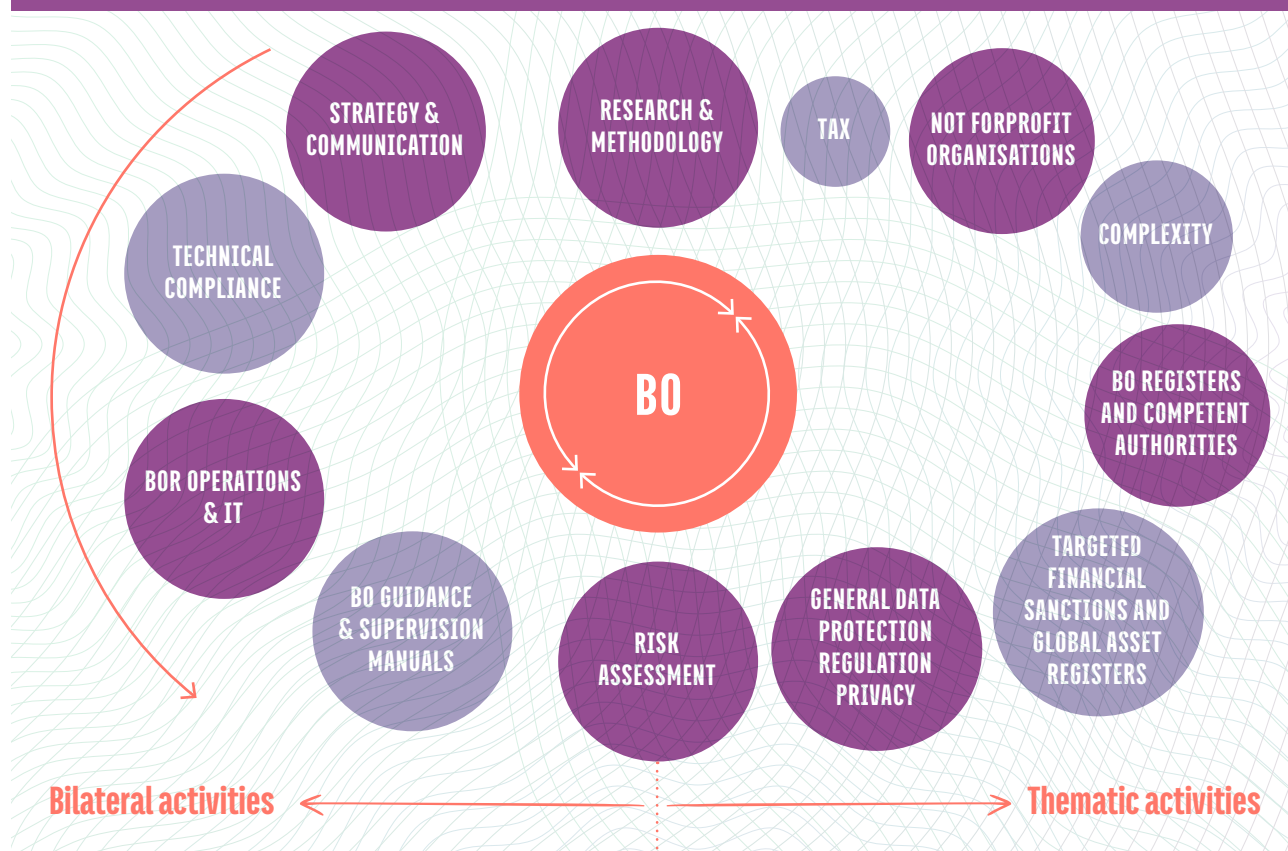 STRATEGY &
COMMUNICATION
RESEARCH &
METHODOLOGY
TAX
NOT FORPROFIT
ORGANISATIONS
COMPLEXITY
TECHNICAL
COMPLIANCE
BO
BO REGISTERS
AND COMPETENT
AUTHORITIES
BOR OPERATIONS
& IT
BO GUIDANCE
& SUPERVISION
MANUALS
RISK
ASSESSMENT
GENERAL DATA
PROTECTION
REGULATION
PRIVACY
TARGETED
FINANCIAL
SANCTIONS AND
GLOBAL ASSET
REGISTERS
Bilateral activities
Thematic activities